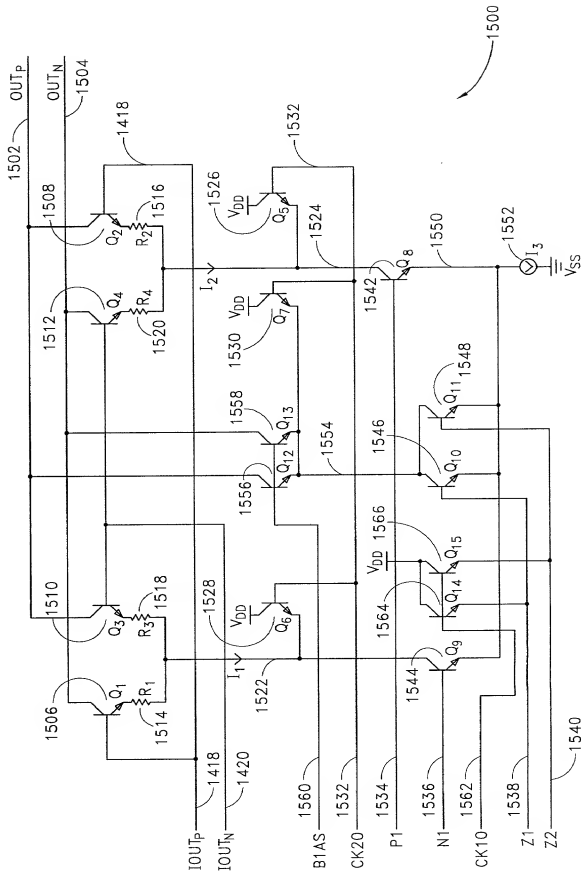 OUTP
1502
OUTN
1504
1508
1418
Q2
R2
1516
1512
Q4
R4
1520
I2
1526
VDD
Q5
1532
1524
VDD
Q7
1530
1542
Q8
1550
1552
I3
VSS
1500
1558
Q13
1556
Q12
1554
1548
Q11
1546
Q10
1510
Q3
R3
1518
1506
Q1
R1
1514
I1
1522
1528
VDD
Q6
1566
VDD
Q15
1564
Q14
1544
Q9
IOUTP
1418
IOUTN
1420
B1AS
1560
CK20
1532
P1
1534
N1
1536
CK10
1562
Z1
1538
Z2
1540